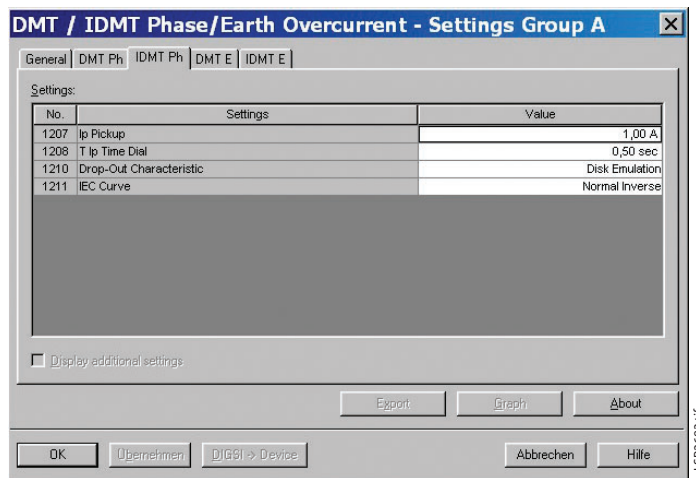 DMT / IDMT Phase/Earth Overcurrent - Settings Group A
General DMT Ph IDMT Ph DMT E IDMT E
Settings:
No. Settings Value
1207 Ip Pickup 1,00 A
1208 T Ip Time Dial 0,50 sec
1210 Drop-Out Characteristic Disk Emulation
1211 IEC Curve Normal Inverse
Display additional settings
Export Graph About
OK Übernehmen DIGSI -> Device Abbrechen Hilfe